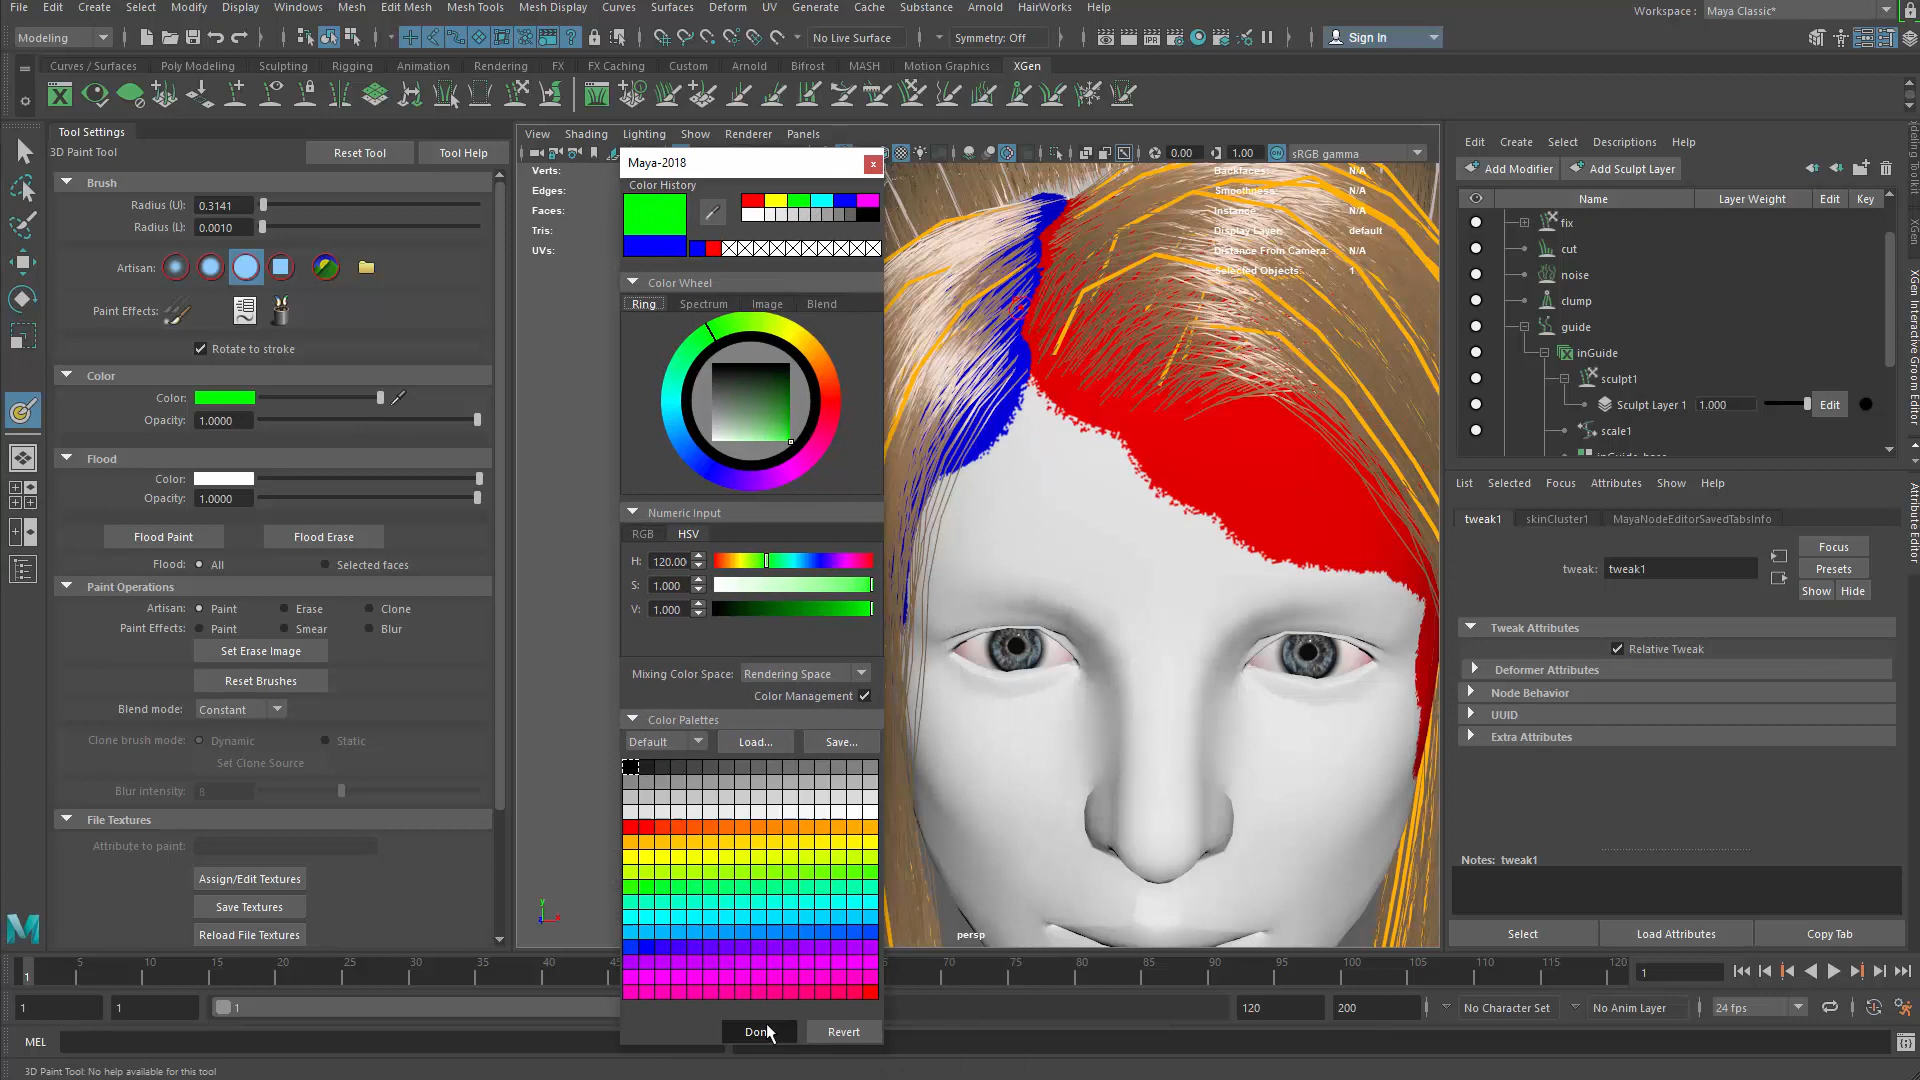 File Edit Create Select Modify Display Windows Mesh Edit Mesh Mesh Tools Mesh Display Curves Surfaces Deform UV Generate Cache Substance Arnold HairWorks Help
Workspace : Maya Classic*
Modeling No Live Surface Symmetry: Off Sign In
Curves / Surfaces Poly Modeling Sculpting Rigging Animation Rendering FX FX Caching Custom Arnold Bifrost MASH Motion Graphics XGen
Tool Settings
3D Paint Tool Reset Tool Tool Help
Brush
Radius (U): 0.3141
Radius (L): 0.0010
Artisan:
Paint Effects:
Rotate to stroke
Color
Color:
Opacity: 1.0000
Flood
Color:
Opacity: 1.0000
Flood Paint Flood Erase
Flood: All Selected faces
Paint Operations
Artisan: Paint Erase Clone
Paint Effects: Paint Smear Blur
Set Erase Image
Reset Brushes
Blend mode: Constant
Clone brush mode: Dynamic Static
Set Clone Source
Blur intensity: 8
File Textures
Attribute to paint:
Assign/Edit Textures
Save Textures
Reload File Textures
View Shading Lighting Show Renderer Panels
0.00 1.00 ON sRGB gamma
Verts:
Edges:
Faces:
Tris:
UVs:
Backfaces: N/A
Smoothness: N/A
Instance: N/A
Display Layer: default
Distance From Camera: N/A
Selected Objects: 1
persp
y
x
z
Maya-2018 x
Color History
Color Wheel
Ring Spectrum Image Blend
Numeric Input
RGB HSV
H: 120.00
S: 1.000
V: 1.000
Mixing Color Space: Rendering Space
Color Management
Color Palettes
Default Load... Save...
Revert
Edit Create Select Descriptions Help
Add Modifier Add Sculpt Layer
Name Layer Weight Edit Key
fix
cut
noise
clump
guide
inGuide
sculpt1
Sculpt Layer 1 1.000 Edit
scale1
List Selected Focus Attributes Show Help
tweak1 skinCluster1 MayaNodeEditorSavedTabsInfo
Focus
tweak: tweak1 Presets
Show Hide
Tweak Attributes
Relative Tweak
Deformer Attributes
Node Behavior
UUID
Extra Attributes
Notes: tweak1
Select Load Attributes Copy Tab
XGen
XGen Interactive Groom Editor
Attribute Editor
1 5 10 15 20 25 30 35 40 70 75 80 85 90 95 100 105 110 115 120 1
1 1 1 120 200 No Character Set No Anim Layer 24 fps
MEL
3D Paint Tool: No help available for this tool